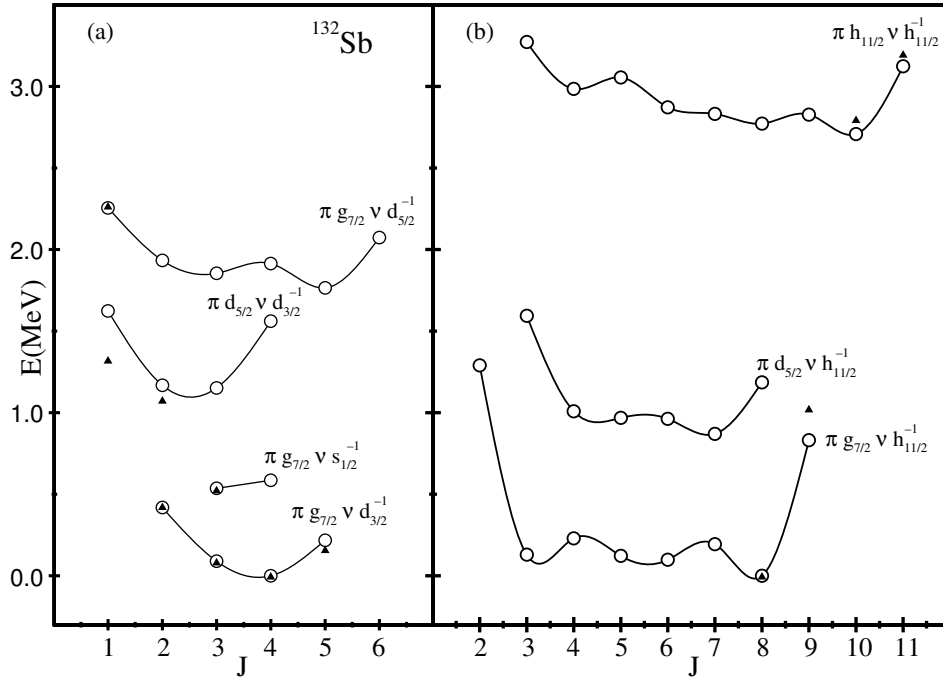 (a)
¹³²Sb
(b)
E(MeV)
3.0
2.0
1.0
0.0
π g₇/₂ ν d₅/₂⁻¹
π d₅/₂ ν d₃/₂⁻¹
π g₇/₂ ν s₁/₂⁻¹
π g₇/₂ ν d₃/₂⁻¹
π h₁₁/₂ ν h₁₁/₂⁻¹
π d₅/₂ ν h₁₁/₂⁻¹
π g₇/₂ ν h₁₁/₂⁻¹
1 2 3 4 5 6
J
2 3 4 5 6 7 8 9 10 11
J